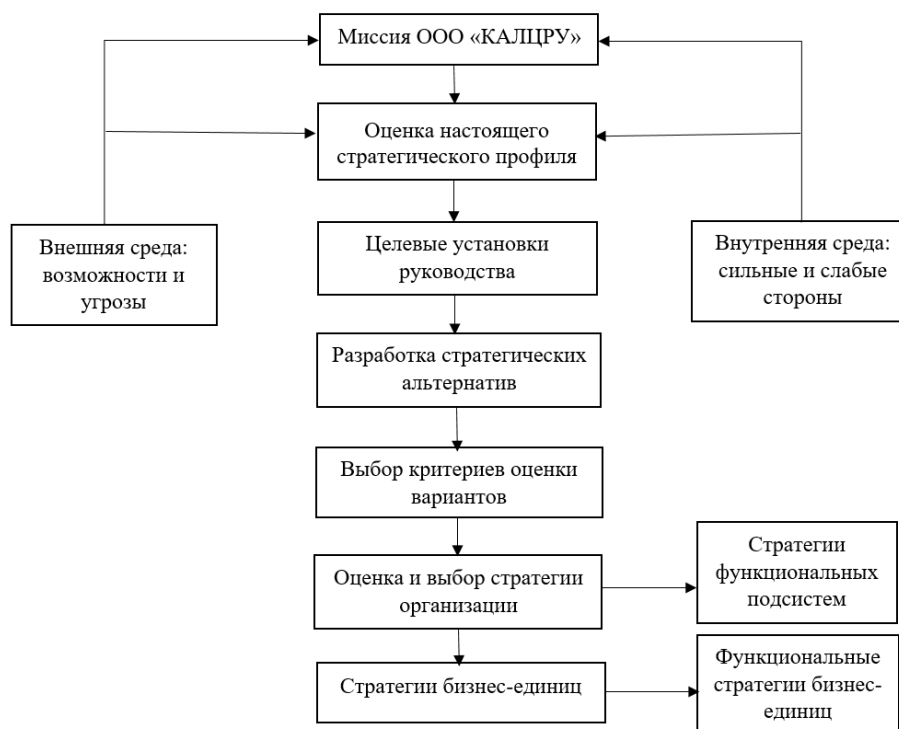 Миссия ООО «КАЛЦРУ»
Оценка настоящего
стратегического профиля
Внешняя среда:
возможности и
угрозы
Целевые установки
руководства
Внутренняя среда:
сильные и слабые
стороны
Разработка стратегических
альтернатив
Выбор критериев оценки
вариантов
Оценка и выбор стратегии
организации
Стратегии
функциональных
подсистем
Стратегии бизнес-единиц
Функциональные
стратегии бизнес-
единиц